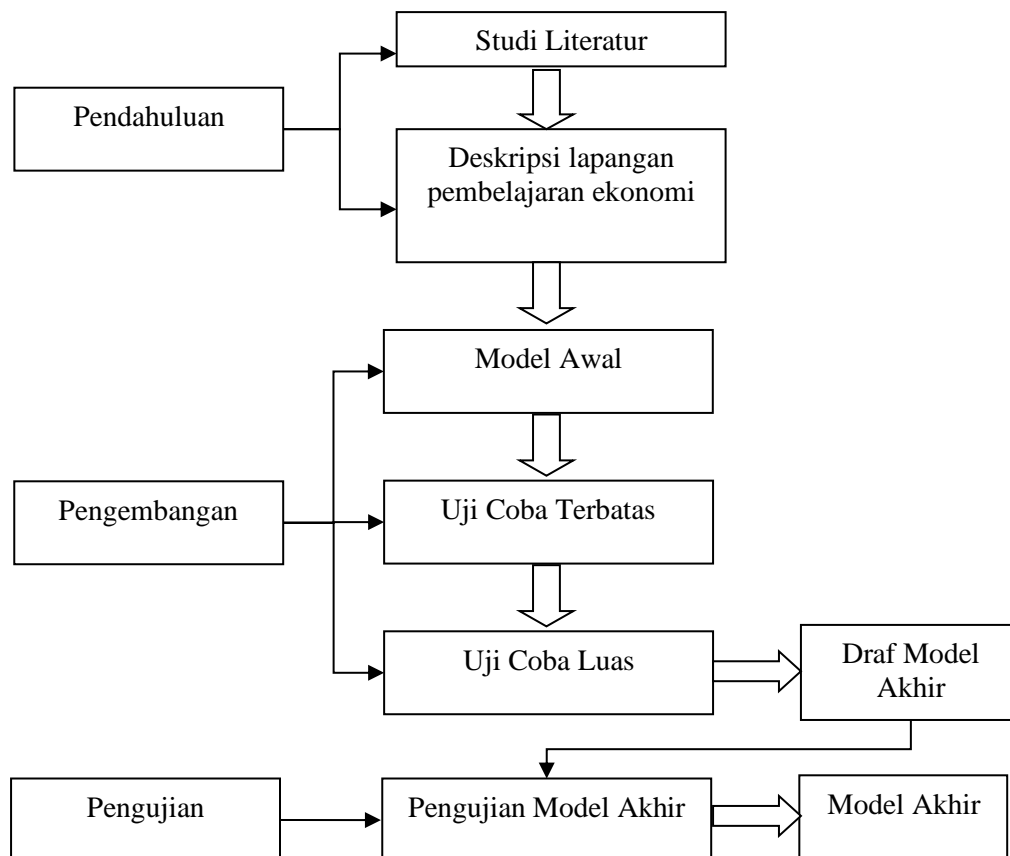 Studi Literatur
Pendahuluan
Deskripsi lapangan
pembelajaran ekonomi
Model Awal
Pengembangan
Uji Coba Terbatas
Uji Coba Luas
Draf Model
Akhir
Pengujian
Pengujian Model Akhir
Model Akhir